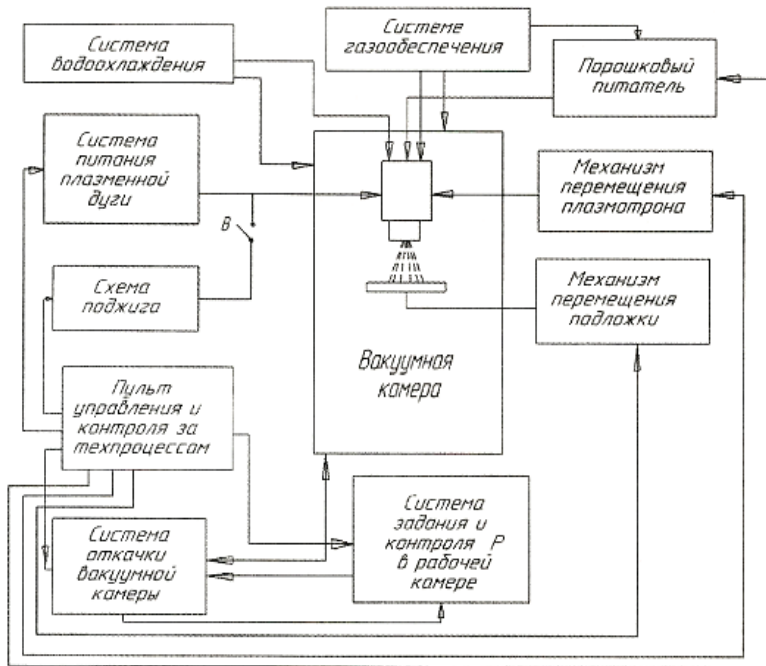 Система
водоохлаждения
Системе
газообеспечения
Порошковый
питатель
Система
питания
плазменной
дуги
Механизм
перемещения
плазмотрона
В
Схема
поджига
Механизм
перемещения
подложки
Вакуумная
камера
Пульт
управления и
контроля за
техпроцессам
Система
откачки
вакуумной
камеры
Система
задания и
контроля Р
в рабочей
камере